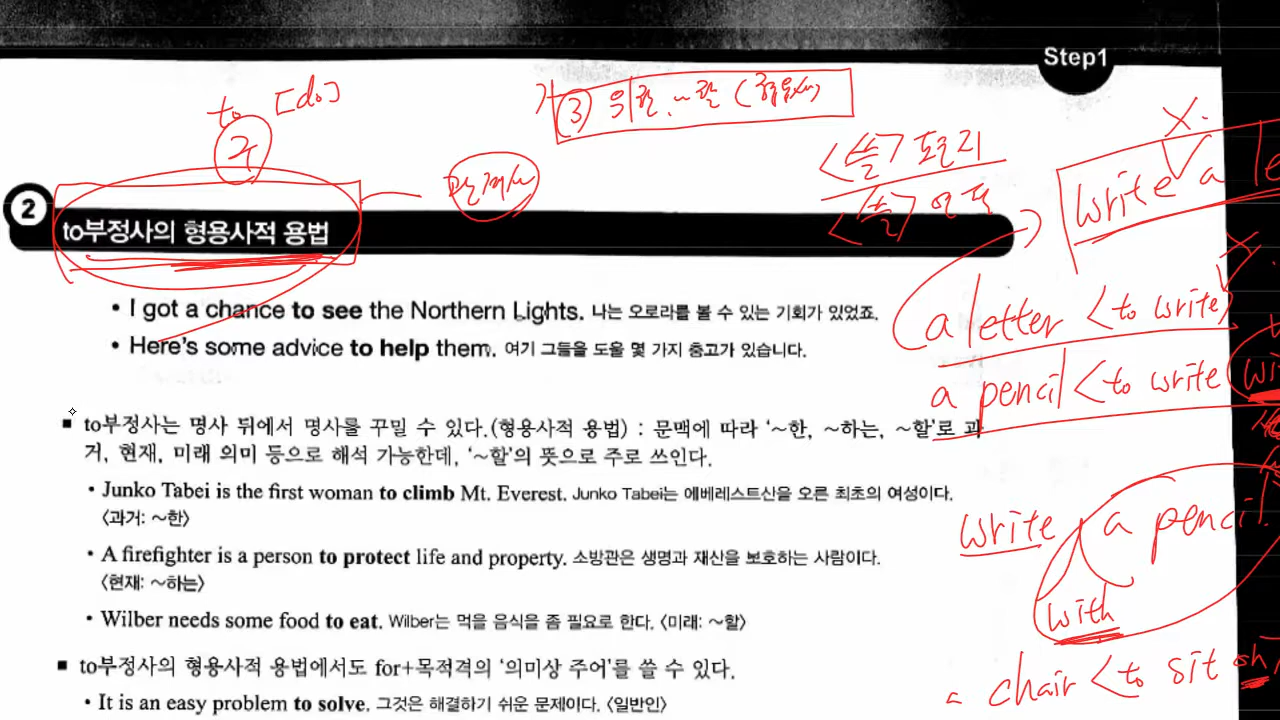 Step1
to [do]
③ 위한, ~할 (형용사)
<쓸> 도토리
<쓸> 연필
X.
write a le
2
to부정사의 형용사적 용법
X.
• I got a chance to see the Northern Lights. 나는 오로라를 볼 수 있는 기회가 있었죠.
a letter <to write>
• Here's some advice to help them. 여기 그들을 도울 몇 가지 충고가 있습니다.
a pencil <to write wi
■ to부정사는 명사 뒤에서 명사를 꾸밀 수 있다.(형용사적 용법) : 문맥에 따라 '~한, ~하는, ~할'로 과
거, 현재, 미래 의미 등으로 해석 가능한데, '~할'의 뜻으로 주로 쓰인다.
• Junko Tabei is the first woman to climb Mt. Everest. Junko Tabei는 에베레스트산을 오른 최초의 여성이다.
〈과거: ~한〉
write a pencil
• A firefighter is a person to protect life and property. 소방관은 생명과 재산을 보호하는 사람이다.
〈현재: ~하는〉
with
• Wilber needs some food to eat. Wilber는 먹을 음식을 좀 필요로 한다. 〈미래: ~할〉
■ to부정사의 형용사적 용법에서도 for+목적격의 '의미상 주어'를 쓸 수 있다.
a chair <to sit on
• It is an easy problem to solve. 그것은 해결하기 쉬운 문제이다. 〈일반인〉